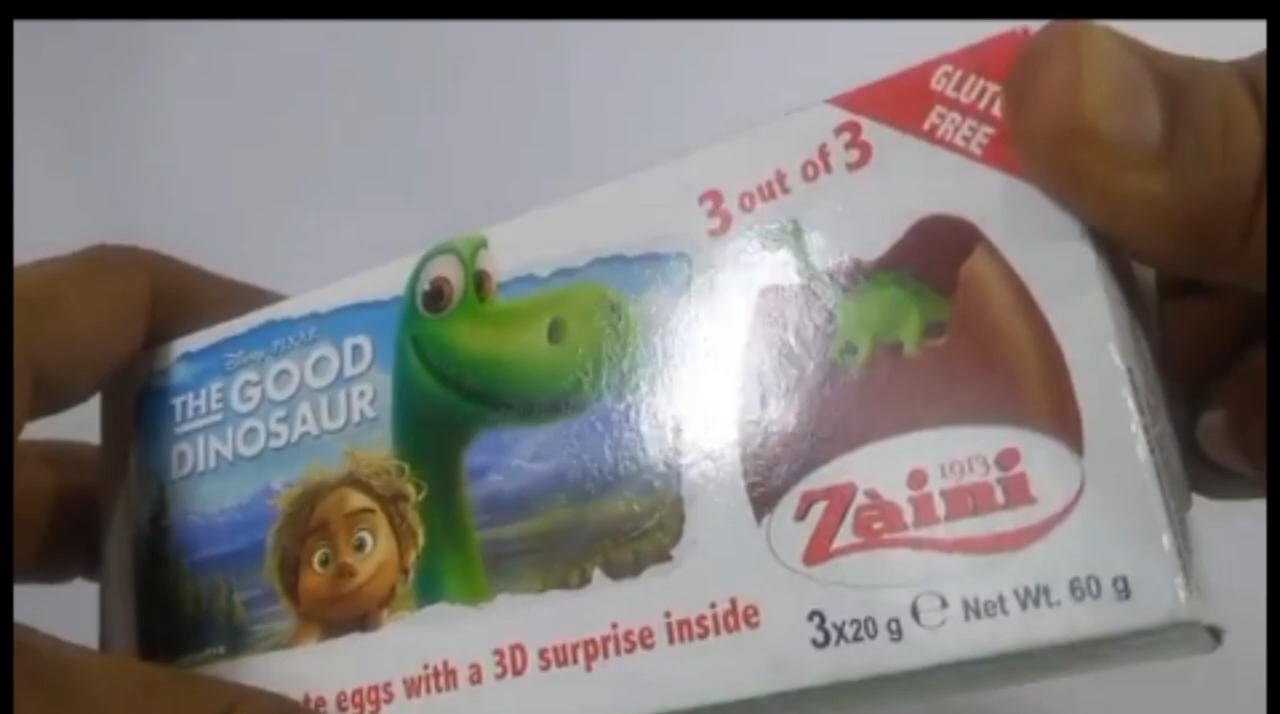 GLUT
FREE
3 out of 3
Disney PIXAR
THE GOOD
DINOSAUR
1913
Zàini
te eggs with a 3D surprise inside
3x20 g ℮ Net Wt. 60 g